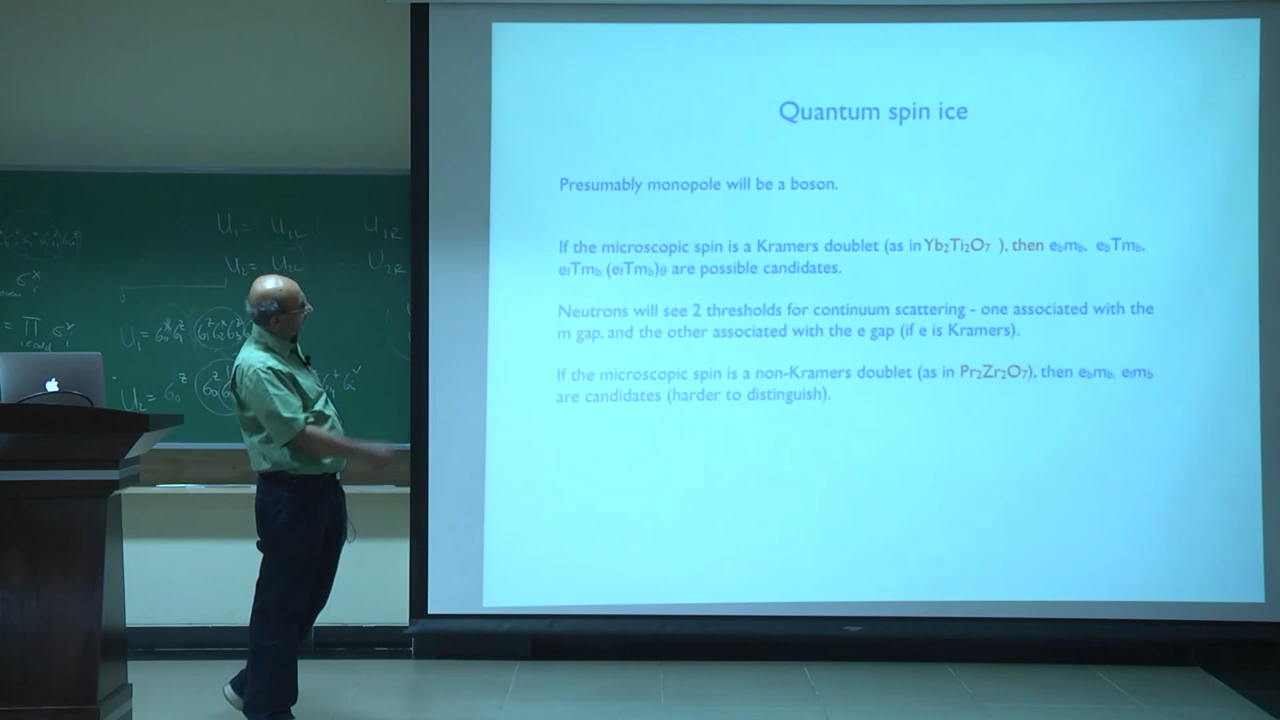 Quantum spin ice
Presumably monopole will be a boson.
If the microscopic spin is a Kramers doublet (as in Yb₂Ti₂O₇ ), then e_bm_b, e_bTm_b,
e_fTm_b, (e_fTm_b)_θ are possible candidates.
Neutrons will see 2 thresholds for continuum scattering - one associated with the
m gap, and the other associated with the e gap (if e is Kramers).
If the microscopic spin is a non-Kramers doublet (as in Pr₂Zr₂O₇), then e_bm_b, e_fm_b
are candidates (harder to distinguish).
U₁ = U₁L U₁R
U₂ = U₂L U₂R
σˣ